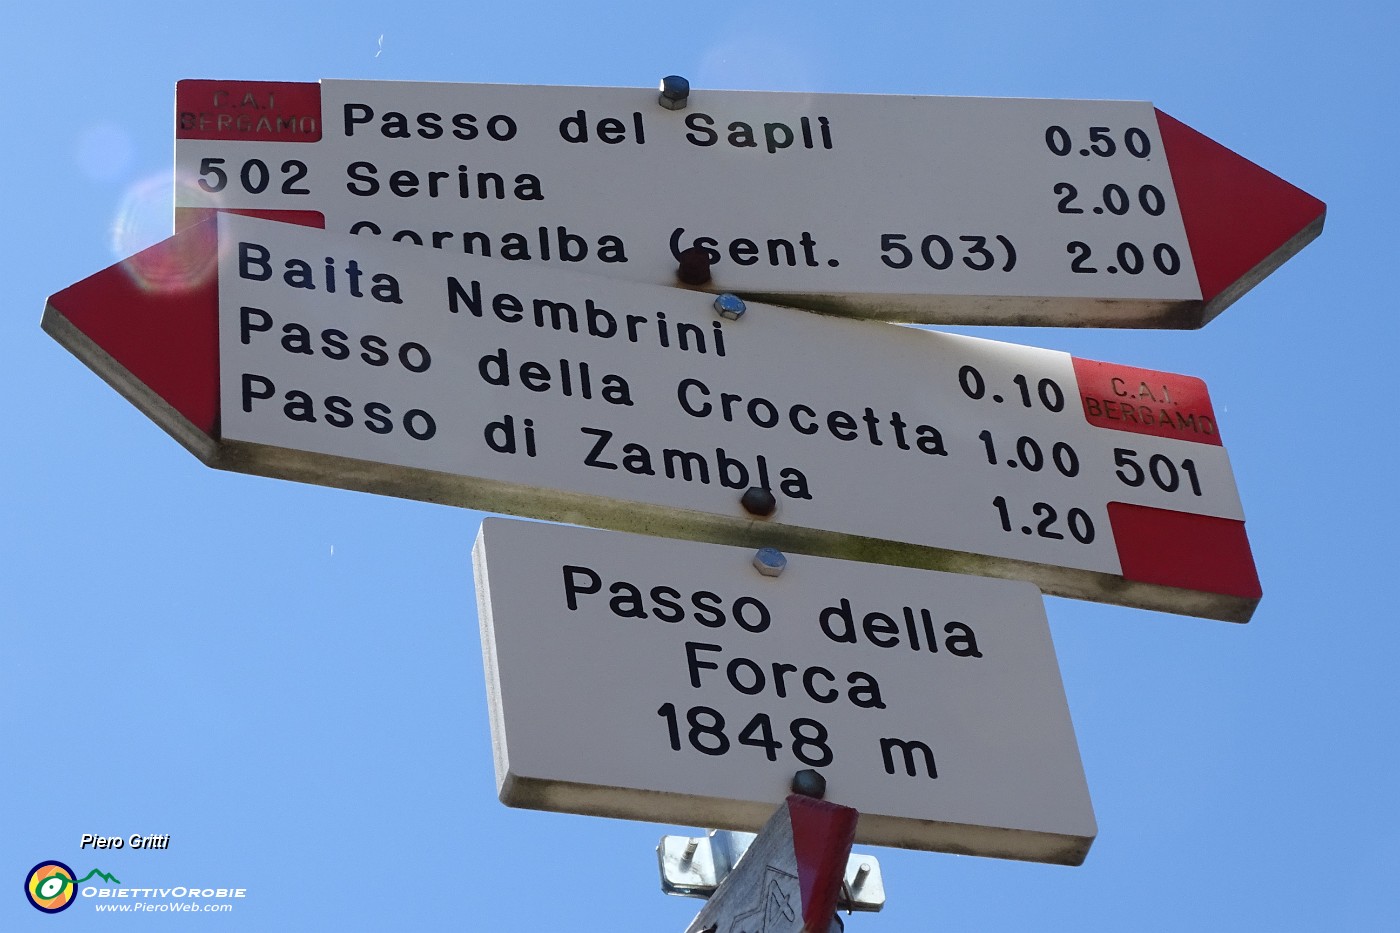 C.A.I.
BERGAMO
Passo del Saplì 0.50
502 Serina 2.00
Cornalba (sent. 503) 2.00
Baita Nembrini 0.10
C.A.I.
BERGAMO
Passo della Crocetta 1.00 501
Passo di Zambla 1.20
Passo della
Forca
1848 m
Piero Gritti
OBIETTIVOROBIE
www.PieroWeb.com